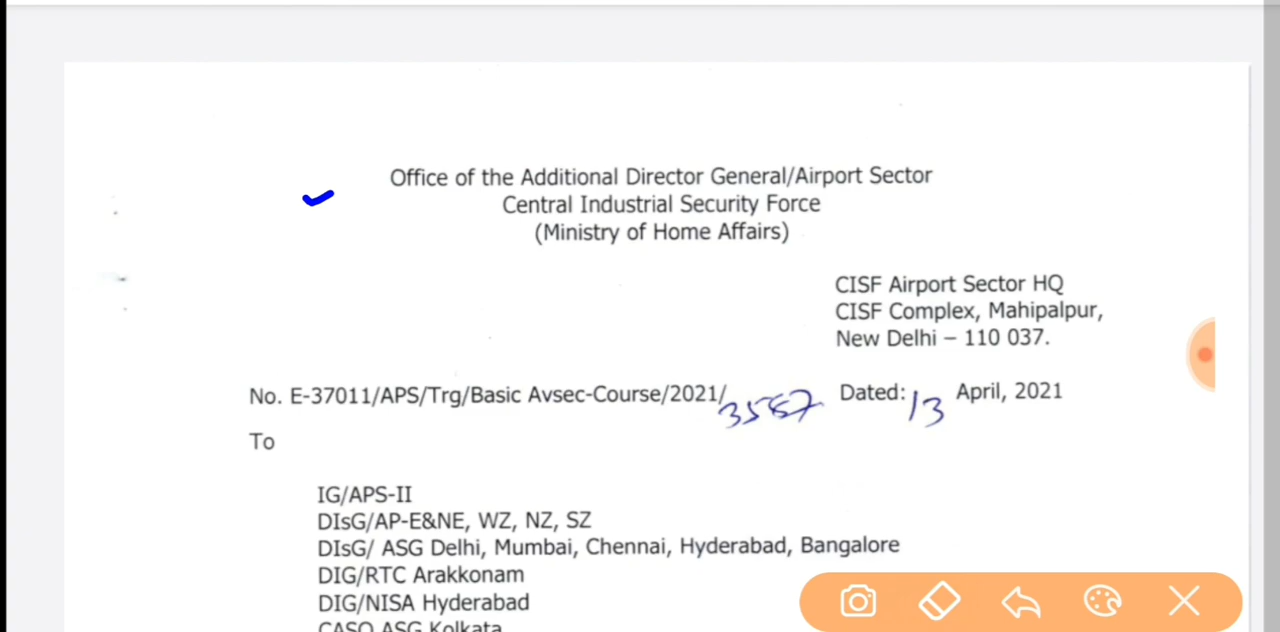 Office of the Additional Director General/Airport Sector
Central Industrial Security Force
(Ministry of Home Affairs)
CISF Airport Sector HQ
CISF Complex, Mahipalpur,
New Delhi – 110 037.
No. E-37011/APS/Trg/Basic Avsec-Course/2021/ Dated: 13 April, 2021
To
IG/APS-II
DIsG/AP-E&NE, WZ, NZ, SZ
DIsG/ ASG Delhi, Mumbai, Chennai, Hyderabad, Bangalore
DIG/RTC Arakkonam
DIG/NISA Hyderabad
CASO ASG Kolkata